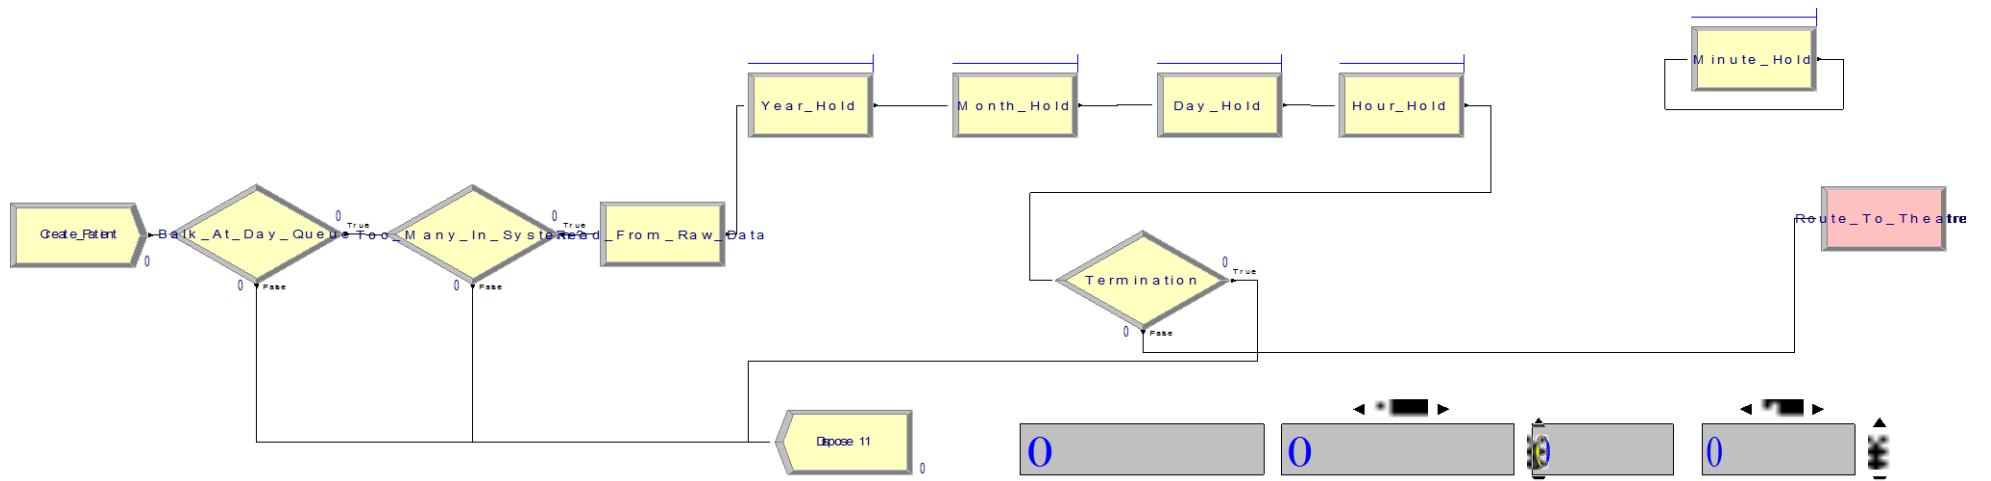 Minute_Hold
Year_Hold
Month_Hold
Day_Hold
Hour_Hold
Route_To_Theatre
0
True
0
True
Create_Patient
Balk_At_Day_Queue
Too_Many_In_System?
Read_From_Raw_Data
0
0
False
0
False
0
True
Termination
0
False
Dispose 11
0
0
0
0